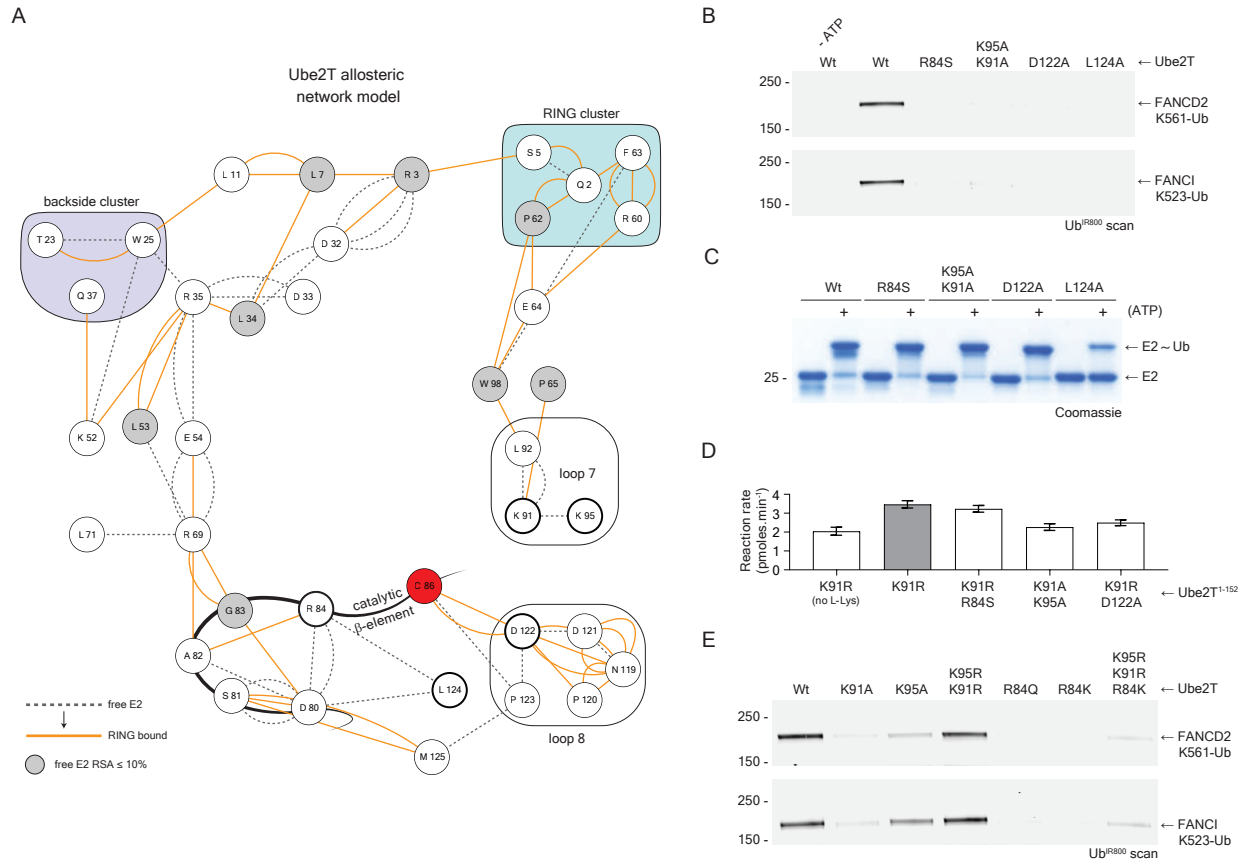 A
Ube2T allosteric
network model
RING cluster
S 5
F 63
Q 2
P 62
R 60
L 11
L 7
R 3
backside cluster
T 23
W 25
D 32
Q 37
R 35
D 33
L 34
E 64
W 98
P 65
K 52
L 53
E 54
L 92
loop 7
K 91
K 95
L 71
R 69
C 86
catalytic
β-element
G 83
R 84
D 122
D 121
A 82
N 119
S 81
L 124
P 123
P 120
D 80
loop 8
M 125
free E2
RING bound
free E2 RSA ≤ 10%
B
- ATP
K95A
Wt Wt R84S K91A D122A L124A ← Ube2T
250 -
← FANCD2
K561-Ub
150 -
250 -
← FANCI
K523-Ub
150 -
Ub^IR800 scan
C
K95A
Wt R84S K91A D122A L124A
+ + + + + (ATP)
← E2 ~ Ub
25 - ← E2
Coomassie
D
Reaction rate
(pmoles.min⁻¹)
4
3
2
1
0
K91R K91R K91R K91A K91R
(no L-Lys) R84S K95A D122A
← Ube2T¹⁻¹⁵²
E
K95R
K95R K91R
Wt K91A K95A K91R R84Q R84K R84K ← Ube2T
250 -
← FANCD2
K561-Ub
150 -
250 -
← FANCI
K523-Ub
150 -
Ub^IR800 scan